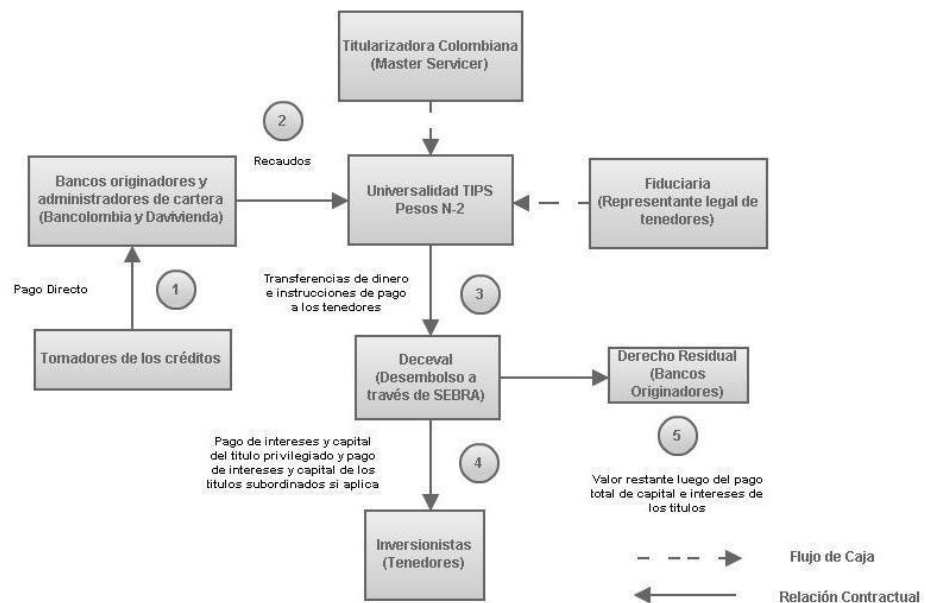 Titularizadora Colombiana
(Master Servicer)
2
Recaudos
Bancos originadores y
administradores de cartera
(Bancolombia y Davivienda)
Universalidad TIPS
Pesos N-2
Fiduciaria
(Representante legal de
tenedores)
Pago Directo
1
Transferencias de dinero
e instrucciones de pago
a los tenedores
3
Tomadores de los créditos
Deceval
(Desembolso a
través de SEBRA)
Derecho Residual
(Bancos
Originadores)
Pago de intereses y capital
del titulo privilegiado y pago
de intereses y capital de los
titulos subordinados si aplica
4
5
Valor restante luego del pago
total de capital e intereses de
los titulos
Inversionistas
(Tenedores)
Flujo de Caja
Relación Contractual